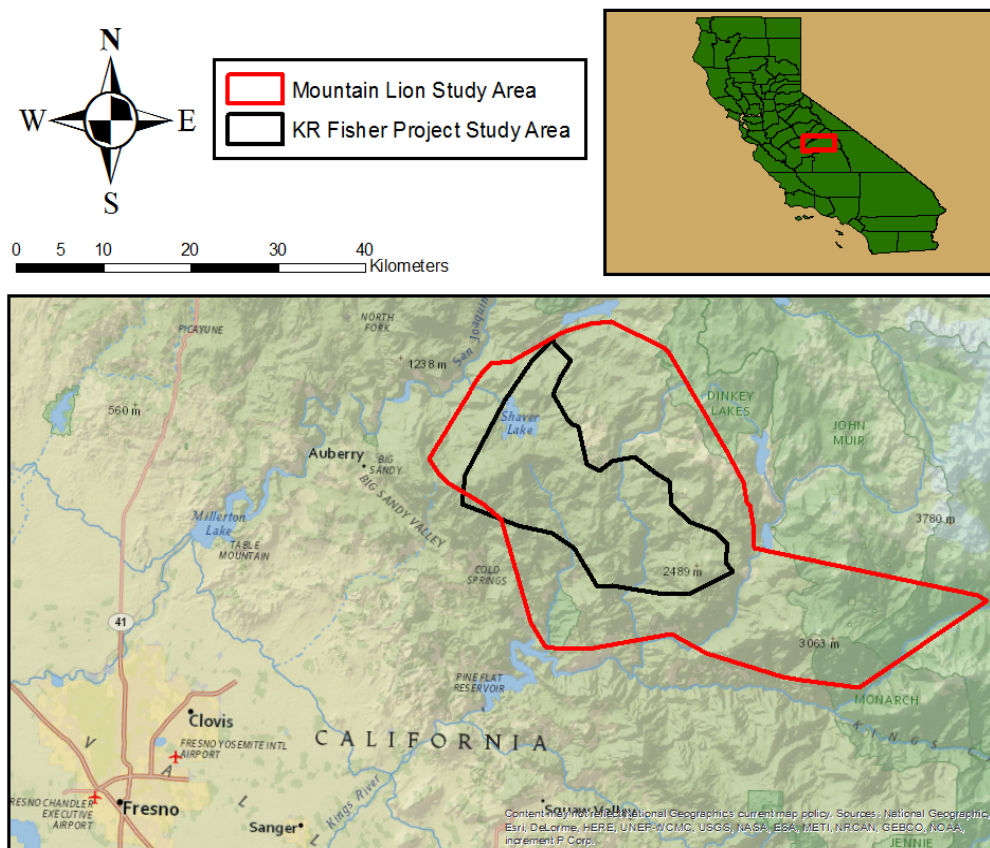 N
W
E
S
Mountain Lion Study Area
KR Fisher Project Study Area
0 5 10 20 30 40
Kilometers
PICAYUNE
NORTH
FORK
San Joaquin
1238 m
560 m
Shaver
Lake
DINKEY
LAKES
JOHN
MUIR
Auberry
BIG
SANDY
BIG SANDY VALLEY
Millerton
Lake
TABLE
MOUNTAIN
3780 m
COLD
SPRINGS
2489 m
41
3063 m
PINE FLAT
RESERVOIR
MONARCH
KINGS C
Clovis
FRESNO YOSEMITE INTL
AIRPORT
CALIFORNIA
V
A
L
L
FRESNO CHANDLER
EXECUTIVE
AIRPORT
Fresno
Kings River
Sanger
Squaw Valley
Content may not reflect National Geographic's current map policy. Sources: National Geographic,
Esri, DeLorme, HERE, UNEP-WCMC, USGS, NASA, ESA, METI, NRCAN, GEBCO, NOAA,
increment P Corp.
JENNIE